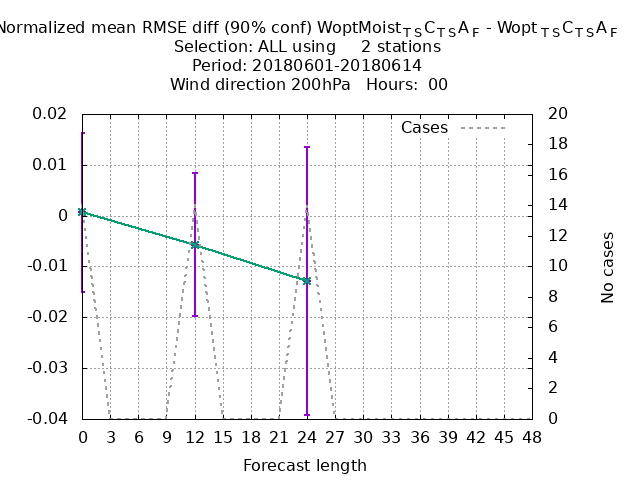 Normalized mean RMSE diff (90% conf) WoptMoistTSCTSAF - WoptTSCTSAF
Selection: ALL using 2 stations
Period: 20180601-20180614
Wind direction 200hPa Hours: 00
Cases
0.02
0.01
0
-0.01
-0.02
-0.03
-0.04
20
18
16
14
12
10
8
6
4
2
0
No cases
0 3 6 9 12 15 18 21 24 27 30 33 36 39 42 45 48
Forecast length